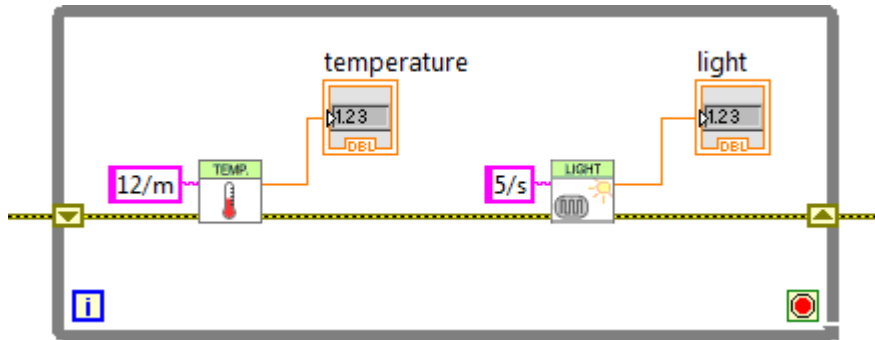 temperature
light
1.23
DBL
1.23
DBL
12/m
TEMP.
5/s
LIGHT
i